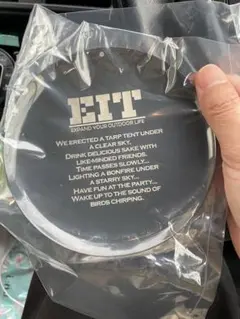 EIT
EXPAND YOUR OUTDOOR LIFE
WE ERECTED A TARP TENT UNDER
A CLEAR SKY,
DRINK DELICIOUS SAKE WITH
LIKE-MINDED FRIENDS.
TIME PASSES SLOWLY...
LIGHTING A BONFIRE UNDER
A STARRY SKY...
HAVE FUN AT THE PARTY...
WAKE UP TO THE SOUND OF
BIRDS CHIRPING.